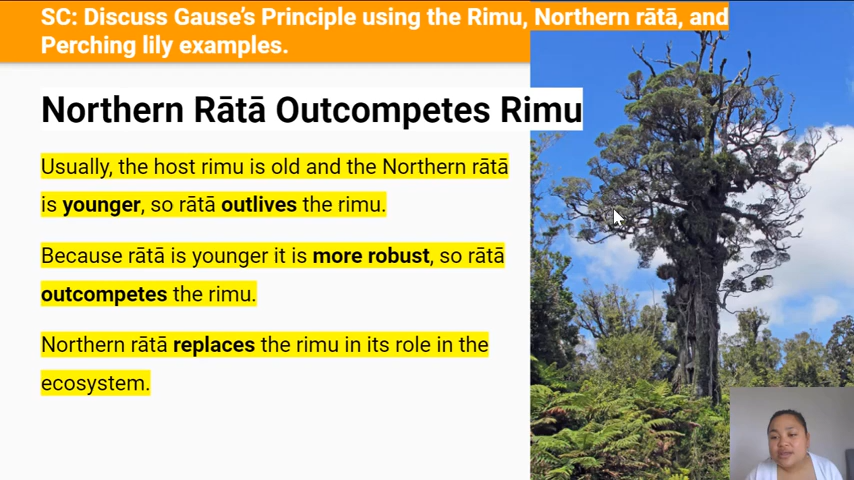 SC: Discuss Gause's Principle using the Rimu, Northern rātā, and
Perching lily examples.
Northern Rātā Outcompetes Rimu
Usually, the host rimu is old and the Northern rātā
is younger, so rātā outlives the rimu.
Because rātā is younger it is more robust, so rātā
outcompetes the rimu.
Northern rātā replaces the rimu in its role in the
ecosystem.